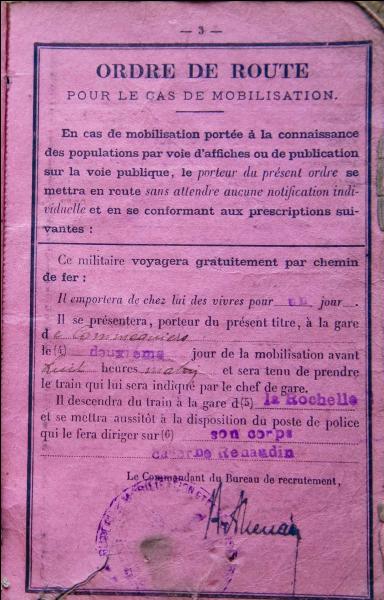 — 3 —
ORDRE DE ROUTE
POUR LE CAS DE MOBILISATION.
En cas de mobilisation portée à la connaissance
des populations par voie d'affiches ou de publication
sur la voie publique, le porteur du présent ordre se
mettra en route sans attendre aucune notification indi-
viduelle et en se conformant aux prescriptions sui-
vantes :
Ce militaire voyagera gratuitement par chemin
de fer :
Il emportera de chez lui des vivres pour un jour .
Il se présentera, porteur du présent titre, à la gare
de Commequiers
le (4) deuxième jour de la mobilisation avant
huit heures matin et sera tenu de prendre
le train qui lui sera indiqué par le chef de gare.
Il descendra du train à la gare d(5) la Rochelle
et se mettra aussitôt à la disposition du poste de police
qui le fera diriger sur (6) son corps
caserne Renaudin
Le Commandant du Bureau de recrutement,